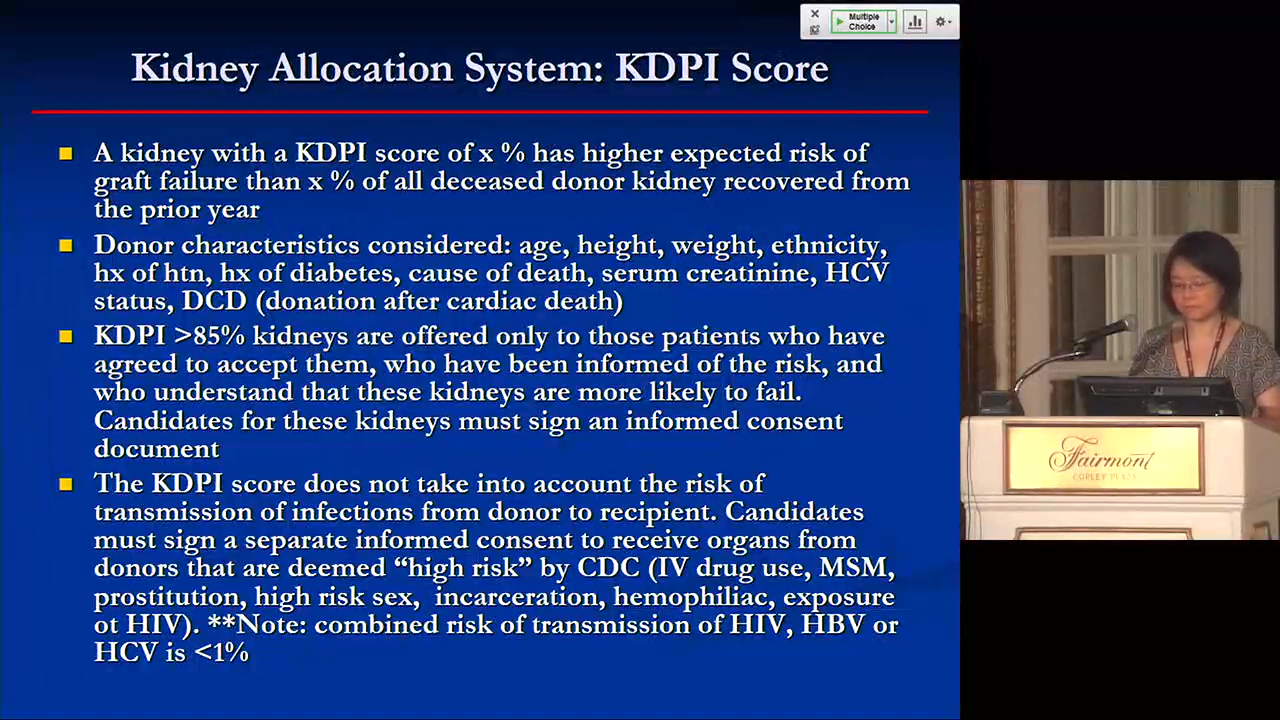 Multiple
Choice
Kidney Allocation System: KDPI Score
A kidney with a KDPI score of x % has higher expected risk of
graft failure than x % of all deceased donor kidney recovered from
the prior year
Donor characteristics considered: age, height, weight, ethnicity,
hx of htn, hx of diabetes, cause of death, serum creatinine, HCV
status, DCD (donation after cardiac death)
KDPI >85% kidneys are offered only to those patients who have
agreed to accept them, who have been informed of the risk, and
who understand that these kidneys are more likely to fail.
Candidates for these kidneys must sign an informed consent
document
The KDPI score does not take into account the risk of
transmission of infections from donor to recipient. Candidates
must sign a separate informed consent to receive organs from
donors that are deemed “high risk” by CDC (IV drug use, MSM,
prostitution, high risk sex, incarceration, hemophiliac, exposure
ot HIV). **Note: combined risk of transmission of HIV, HBV or
HCV is <1%
Fairmont
COPLEY PLAZA